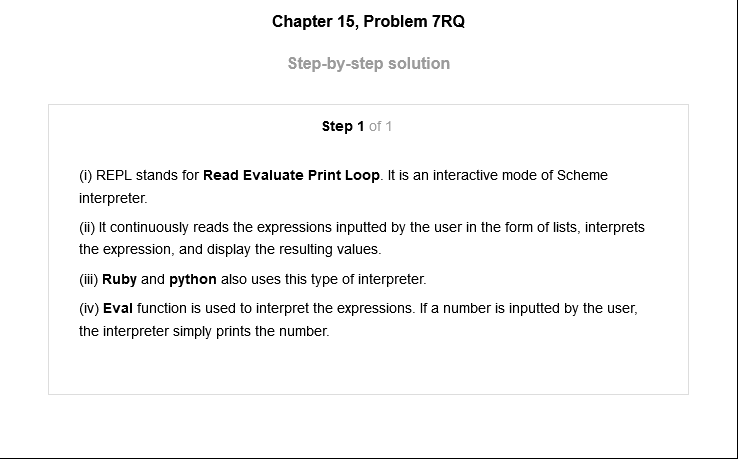 Chapter 15, Problem 7RQ
Step-by-step solution
Step 1 of 1
(i) REPL stands for Read Evaluate Print Loop. It is an interactive mode of Scheme
interpreter.
(ii) It continuously reads the expressions inputted by the user in the form of lists, interprets
the expression, and display the resulting values.
(iii) Ruby and python also uses this type of interpreter.
(iv) Eval function is used to interpret the expressions. If a number is inputted by the user,
the interpreter simply prints the number.